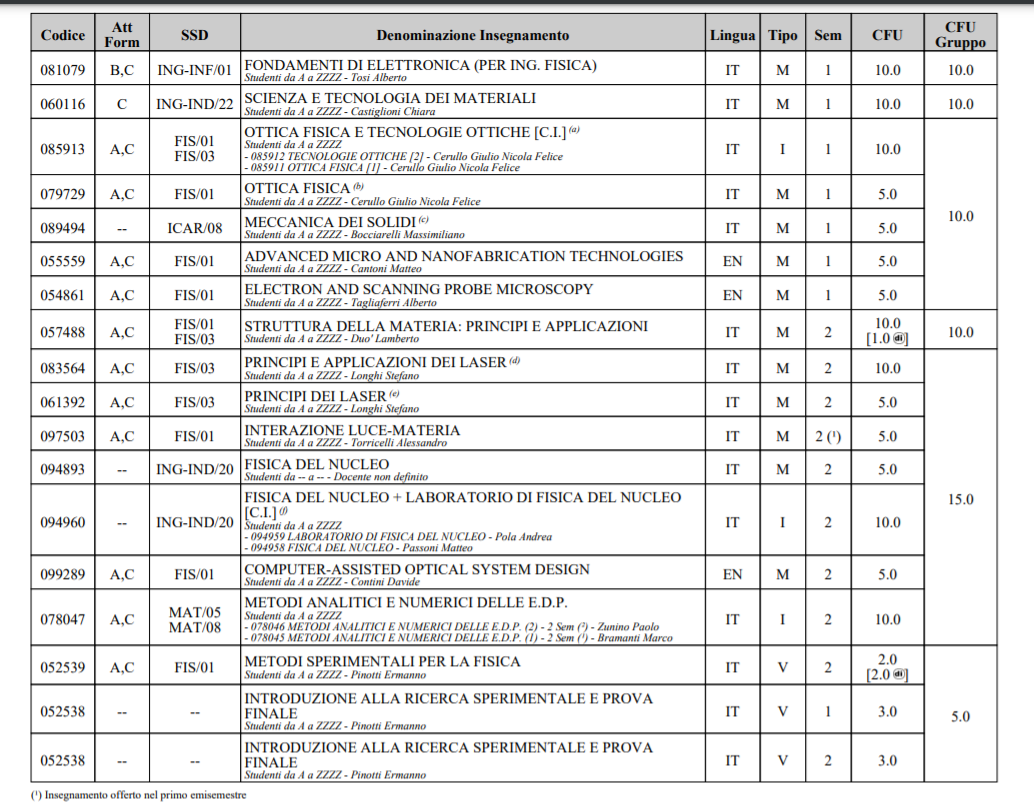 Codice Att Form SSD Denominazione Insegnamento Lingua Tipo Sem CFU CFU Gruppo
081079 B,C ING-INF/01 FONDAMENTI DI ELETTRONICA (PER ING. FISICA) IT M 1 10.0 10.0
Studenti da A a ZZZZ - Tosi Alberto
060116 C ING-IND/22 SCIENZA E TECNOLOGIA DEI MATERIALI IT M 1 10.0 10.0
Studenti da A a ZZZZ - Castiglioni Chiara
085913 A,C FIS/01 FIS/03 OTTICA FISICA E TECNOLOGIE OTTICHE [C.I.] (a) IT I 1 10.0
Studenti da A a ZZZZ
- 085912 TECNOLOGIE OTTICHE [2] - Cerullo Giulio Nicola Felice
- 085911 OTTICA FISICA [1] - Cerullo Giulio Nicola Felice
079729 A,C FIS/01 OTTICA FISICA (b) IT M 1 5.0
Studenti da A a ZZZZ - Cerullo Giulio Nicola Felice
10.0
089494 -- ICAR/08 MECCANICA DEI SOLIDI (c) IT M 1 5.0
Studenti da A a ZZZZ - Bocciarelli Massimiliano
055559 A,C FIS/01 ADVANCED MICRO AND NANOFABRICATION TECHNOLOGIES EN M 1 5.0
Studenti da A a ZZZZ - Cantoni Matteo
054861 A,C FIS/01 ELECTRON AND SCANNING PROBE MICROSCOPY EN M 1 5.0
Studenti da A a ZZZZ - Tagliaferri Alberto
057488 A,C FIS/01 FIS/03 STRUTTURA DELLA MATERIA: PRINCIPI E APPLICAZIONI IT M 2 10.0 [1.0 di] 10.0
Studenti da A a ZZZZ - Duo' Lamberto
083564 A,C FIS/03 PRINCIPI E APPLICAZIONI DEI LASER (d) IT M 2 10.0
Studenti da A a ZZZZ - Longhi Stefano
061392 A,C FIS/03 PRINCIPI DEI LASER (e) IT M 2 5.0
Studenti da A a ZZZZ - Longhi Stefano
097503 A,C FIS/01 INTERAZIONE LUCE-MATERIA IT M 2 (¹) 5.0
Studenti da A a ZZZZ - Torricelli Alessandro
094893 -- ING-IND/20 FISICA DEL NUCLEO IT M 2 5.0
Studenti da -- a -- - Docente non definito
15.0
094960 -- ING-IND/20 FISICA DEL NUCLEO + LABORATORIO DI FISICA DEL NUCLEO IT I 2 10.0
[C.I.] (f)
Studenti da A a ZZZZ
- 094959 LABORATORIO DI FISICA DEL NUCLEO - Pola Andrea
- 094958 FISICA DEL NUCLEO - Passoni Matteo
099289 A,C FIS/01 COMPUTER-ASSISTED OPTICAL SYSTEM DESIGN EN M 2 5.0
Studenti da A a ZZZZ - Contini Davide
078047 A,C MAT/05 MAT/08 METODI ANALITICI E NUMERICI DELLE E.D.P. IT I 2 10.0
Studenti da A a ZZZZ
- 078046 METODI ANALITICI E NUMERICI DELLE E.D.P. (2) - 2 Sem (²) - Zunino Paolo
- 078045 METODI ANALITICI E NUMERICI DELLE E.D.P. (1) - 2 Sem (¹) - Bramanti Marco
052539 A,C FIS/01 METODI SPERIMENTALI PER LA FISICA IT V 2 2.0 [2.0 di]
Studenti da A a ZZZZ - Pinotti Ermanno
052538 -- -- INTRODUZIONE ALLA RICERCA SPERIMENTALE E PROVA IT V 1 3.0 5.0
FINALE
Studenti da A a ZZZZ - Pinotti Ermanno
052538 -- -- INTRODUZIONE ALLA RICERCA SPERIMENTALE E PROVA IT V 2 3.0
FINALE
Studenti da A a ZZZZ - Pinotti Ermanno
(¹) Insegnamento offerto nel primo emisemestre